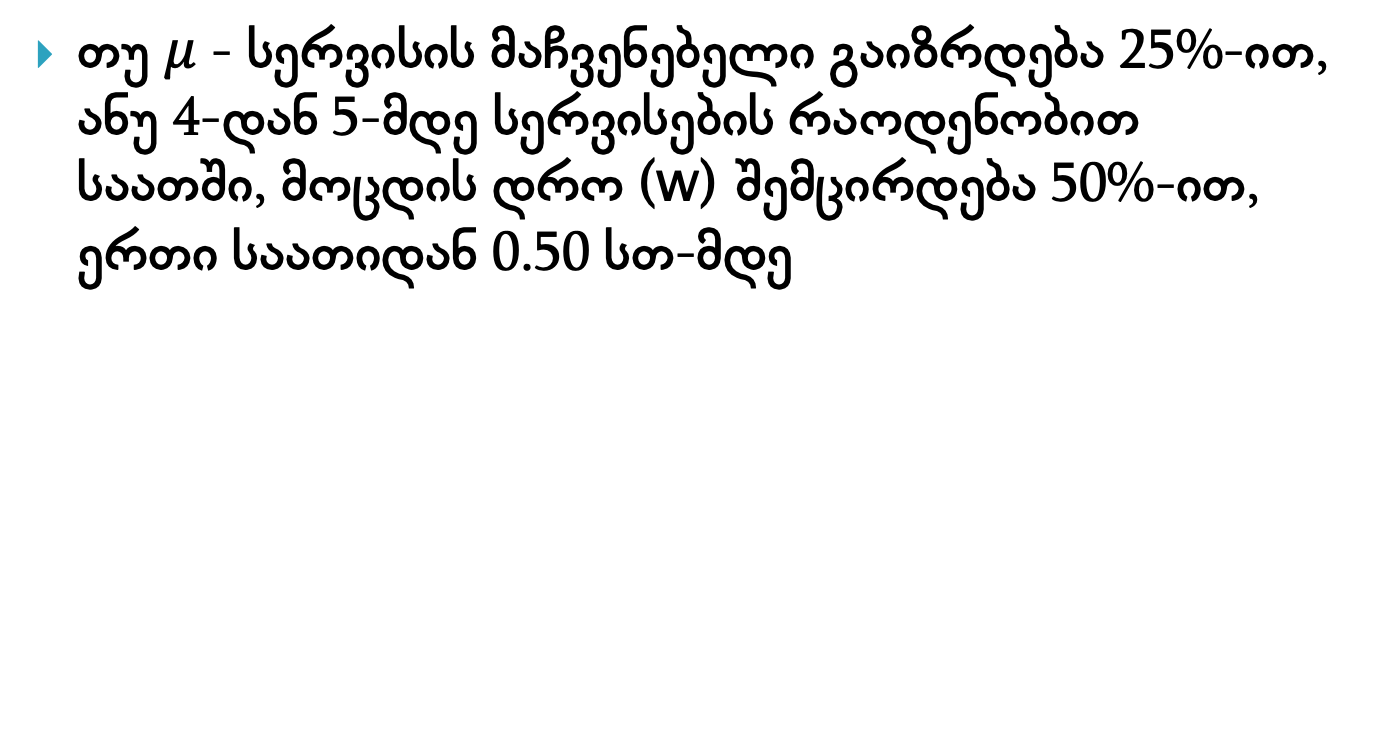 თუ μ - სერვისის მაჩვენებელი გაიზრდება 25%-ით,
ანუ 4-დან 5-მდე სერვისების რაოდენობით
საათში, მოცდის დრო (w) შემცირდება 50%-ით,
ერთი საათიდან 0.50 სთ-მდე